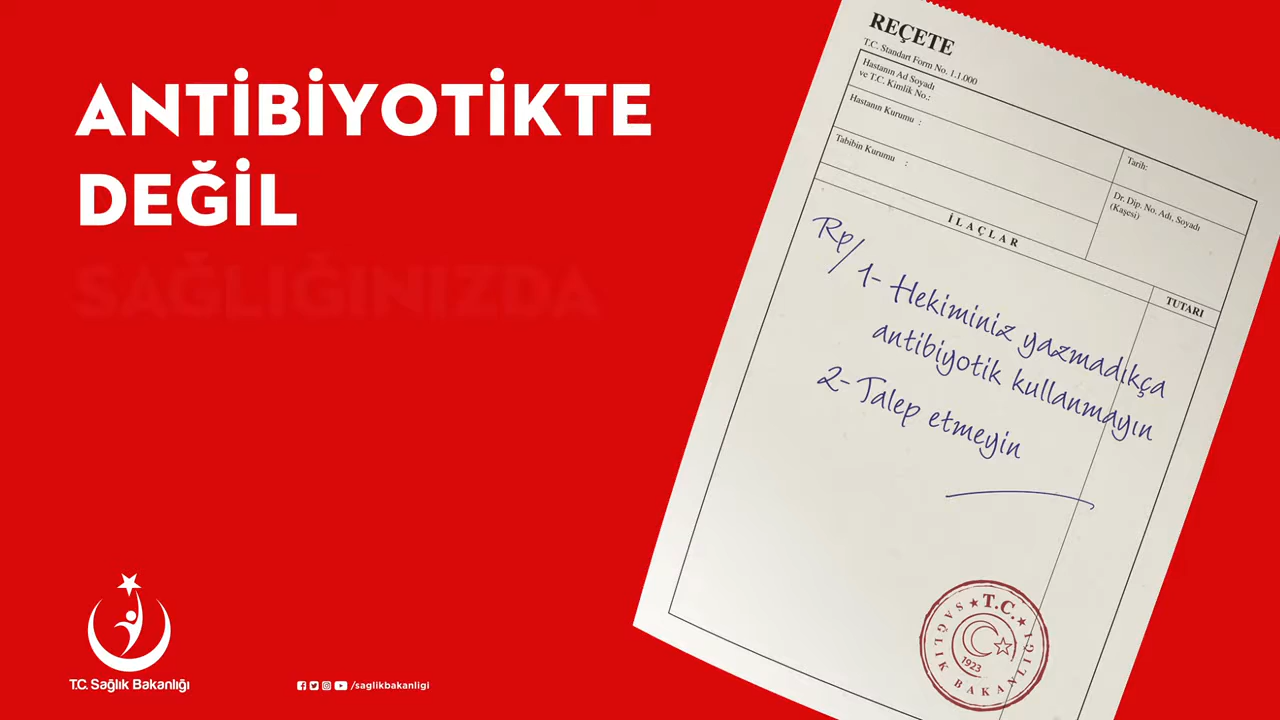 ANTİBİYOTİKTE
DEĞİL
SAĞLIĞINIZDA
T.C. Sağlık Bakanlığı
/saglikbakanligi
REÇETE
T.C. Standart Form No. 1.1.000
Hastanın Ad Soyadı
ve T.C. Kimlik No.:
Hastanın Kurumu :
Tabibin Kurumu :
Tarih:
Dr. Dip. No. Adı, Soyadı
(Kaşesi)
İLAÇLAR
TUTARI
Rp/ 1- Hekiminiz yazmadıkça
antibiyotik kullanmayın
2- Talep etmeyin
T.C.
SAĞLIK BAKANLIĞI
1923